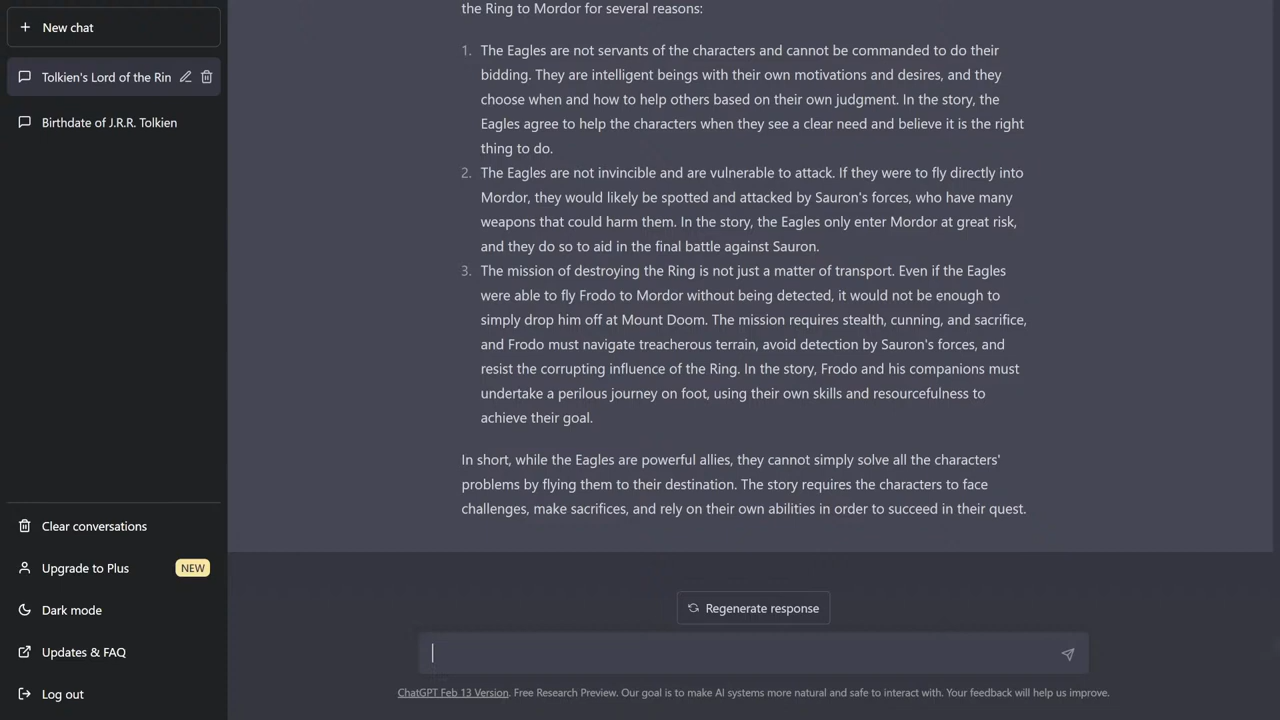 New chat
Tolkien's Lord of the Rin
Birthdate of J.R.R. Tolkien
Clear conversations
Upgrade to Plus NEW
Dark mode
Updates & FAQ
Log out
the Ring to Mordor for several reasons:
1. The Eagles are not servants of the characters and cannot be commanded to do their
bidding. They are intelligent beings with their own motivations and desires, and they
choose when and how to help others based on their own judgment. In the story, the
Eagles agree to help the characters when they see a clear need and believe it is the right
thing to do.
2. The Eagles are not invincible and are vulnerable to attack. If they were to fly directly into
Mordor, they would likely be spotted and attacked by Sauron's forces, who have many
weapons that could harm them. In the story, the Eagles only enter Mordor at great risk,
and they do so to aid in the final battle against Sauron.
3. The mission of destroying the Ring is not just a matter of transport. Even if the Eagles
were able to fly Frodo to Mordor without being detected, it would not be enough to
simply drop him off at Mount Doom. The mission requires stealth, cunning, and sacrifice,
and Frodo must navigate treacherous terrain, avoid detection by Sauron's forces, and
resist the corrupting influence of the Ring. In the story, Frodo and his companions must
undertake a perilous journey on foot, using their own skills and resourcefulness to
achieve their goal.
In short, while the Eagles are powerful allies, they cannot simply solve all the characters'
problems by flying them to their destination. The story requires the characters to face
challenges, make sacrifices, and rely on their own abilities in order to succeed in their quest.
Regenerate response
ChatGPT Feb 13 Version. Free Research Preview. Our goal is to make AI systems more natural and safe to interact with. Your feedback will help us improve.